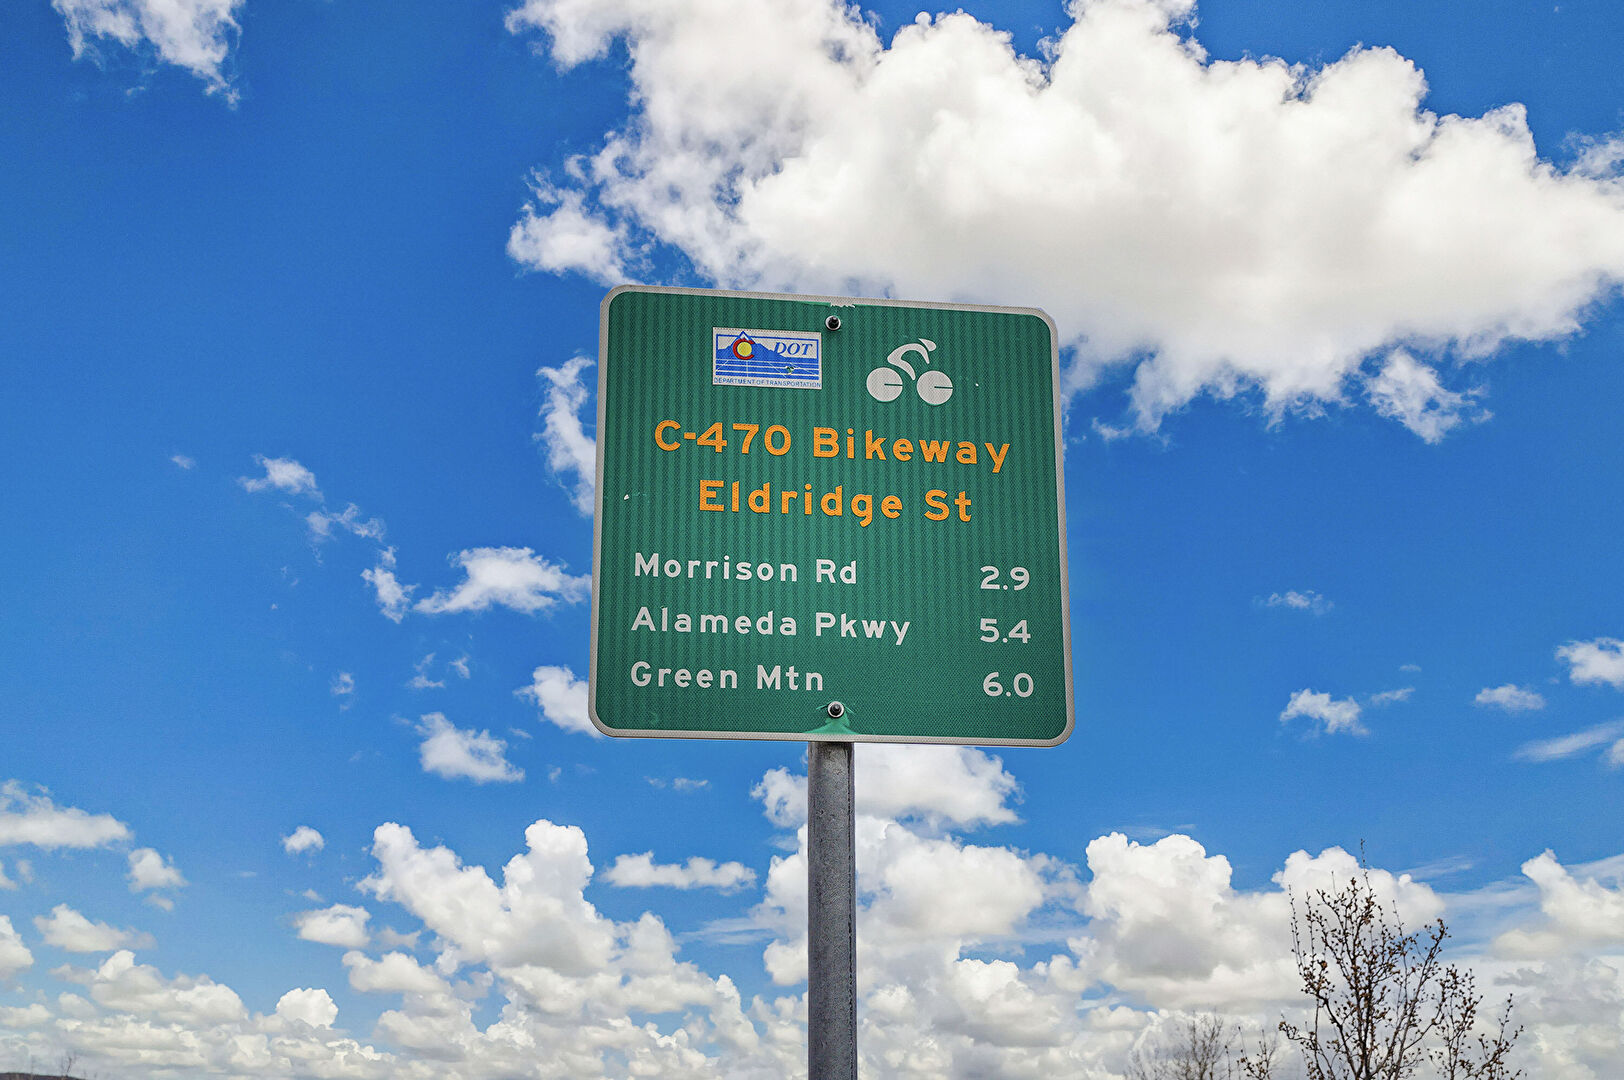 DOT
DEPARTMENT OF TRANSPORTATION
C-470 Bikeway
Eldridge St
Morrison Rd 2.9
Alameda Pkwy 5.4
Green Mtn 6.0